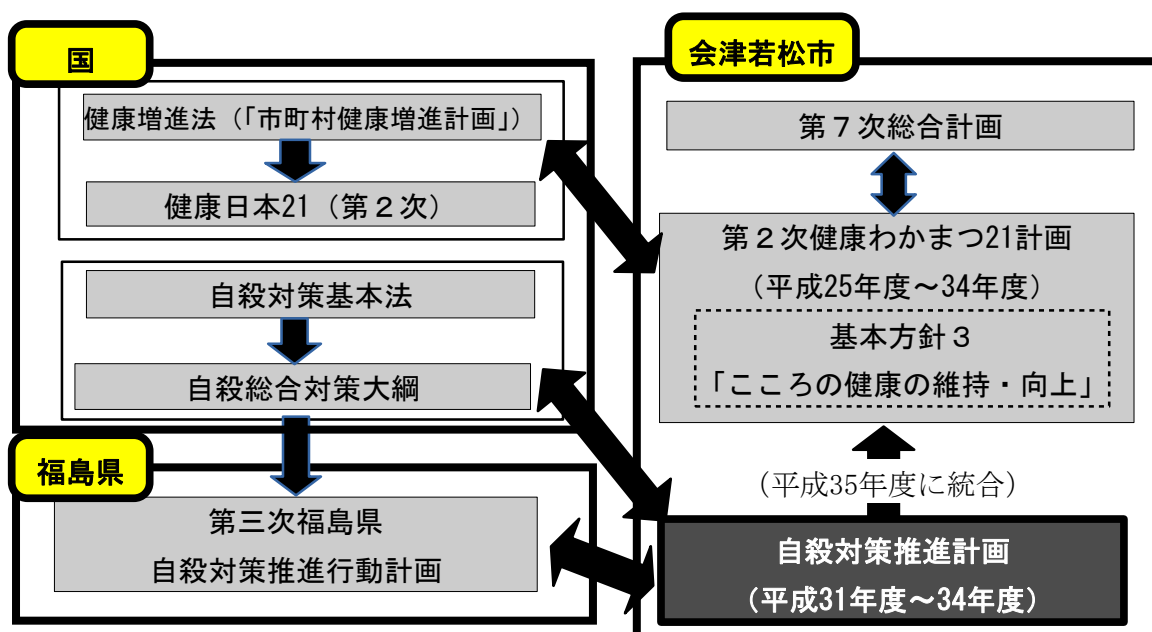 国
健康増進法（「市町村健康増進計画」）
健康日本21（第２次）
自殺対策基本法
自殺総合対策大綱
福島県
第三次福島県
自殺対策推進行動計画
会津若松市
第７次総合計画
第２次健康わかまつ21計画
（平成25年度～34年度）
基本方針３
「こころの健康の維持・向上」
（平成35年度に統合）
自殺対策推進計画
（平成31年度～34年度）